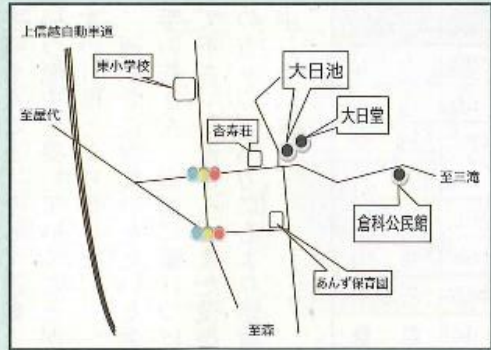 上信越自動車道
東小学校
大日池
至屋代
杏寿荘
大日堂
至三滝
倉科公民館
あんず保育園
至森